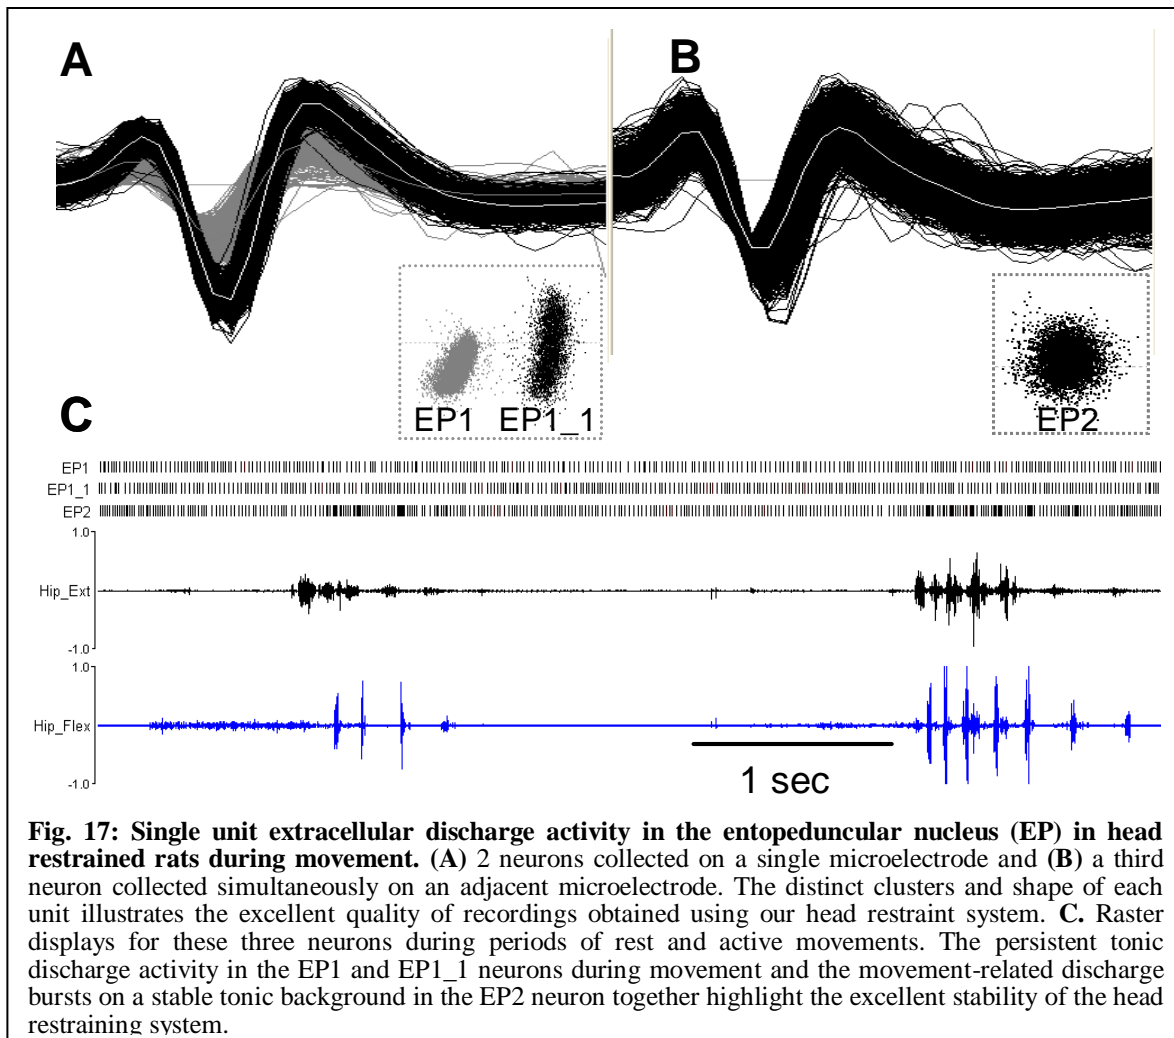 A
B
EP1 EP1_1
EP2
C
EP1
EP1_1
EP2
1.0
Hip_Ext
-1.0
1.0
Hip_Flex
-1.0
1 sec
Fig. 17: Single unit extracellular discharge activity in the entopeduncular nucleus (EP) in head
restrained rats during movement. (A) 2 neurons collected on a single microelectrode and (B) a third
neuron collected simultaneously on an adjacent microelectrode. The distinct clusters and shape of each
unit illustrates the excellent quality of recordings obtained using our head restraint system. C. Raster
displays for these three neurons during periods of rest and active movements. The persistent tonic
discharge activity in the EP1 and EP1_1 neurons during movement and the movement-related discharge
bursts on a stable tonic background in the EP2 neuron together highlight the excellent stability of the head
restraining system.